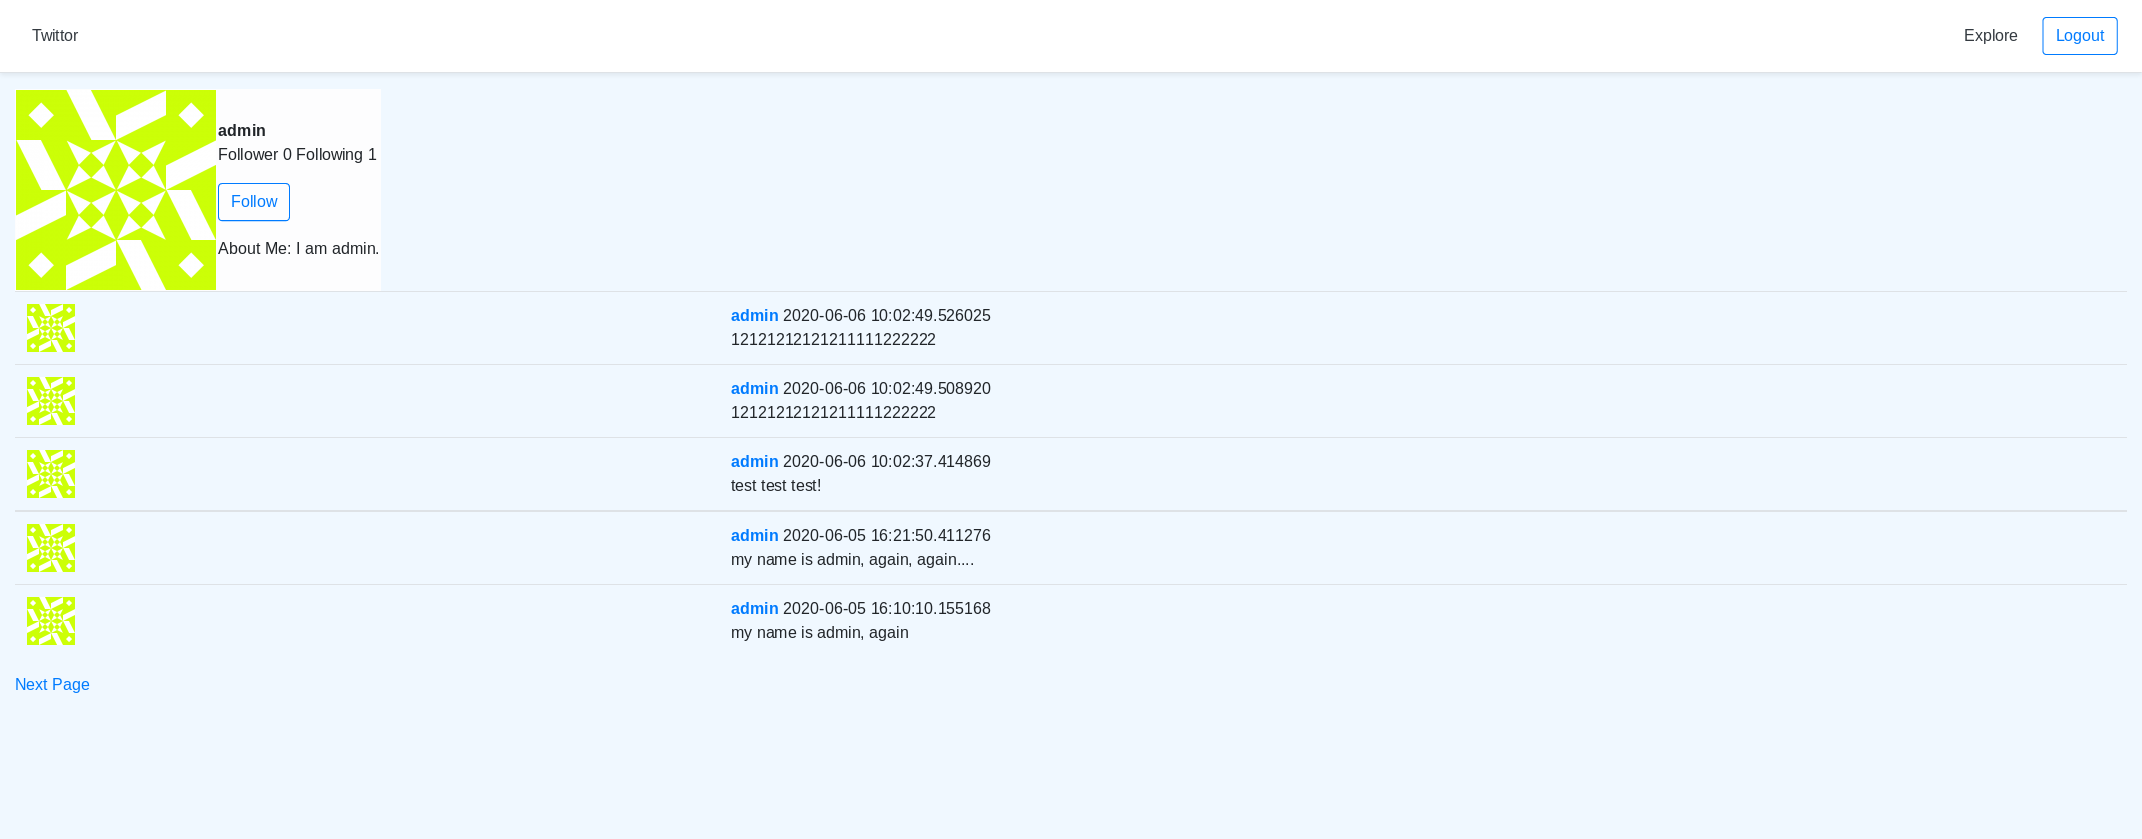 Twittor
Explore
Logout
admin
Follower 0 Following 1
Follow
About Me: I am admin.
admin 2020-06-06 10:02:49.526025
12121212121211111222222
admin 2020-06-06 10:02:49.508920
12121212121211111222222
admin 2020-06-06 10:02:37.414869
test test test!
admin 2020-06-05 16:21:50.411276
my name is admin, again, again....
admin 2020-06-05 16:10:10.155168
my name is admin, again
Next Page